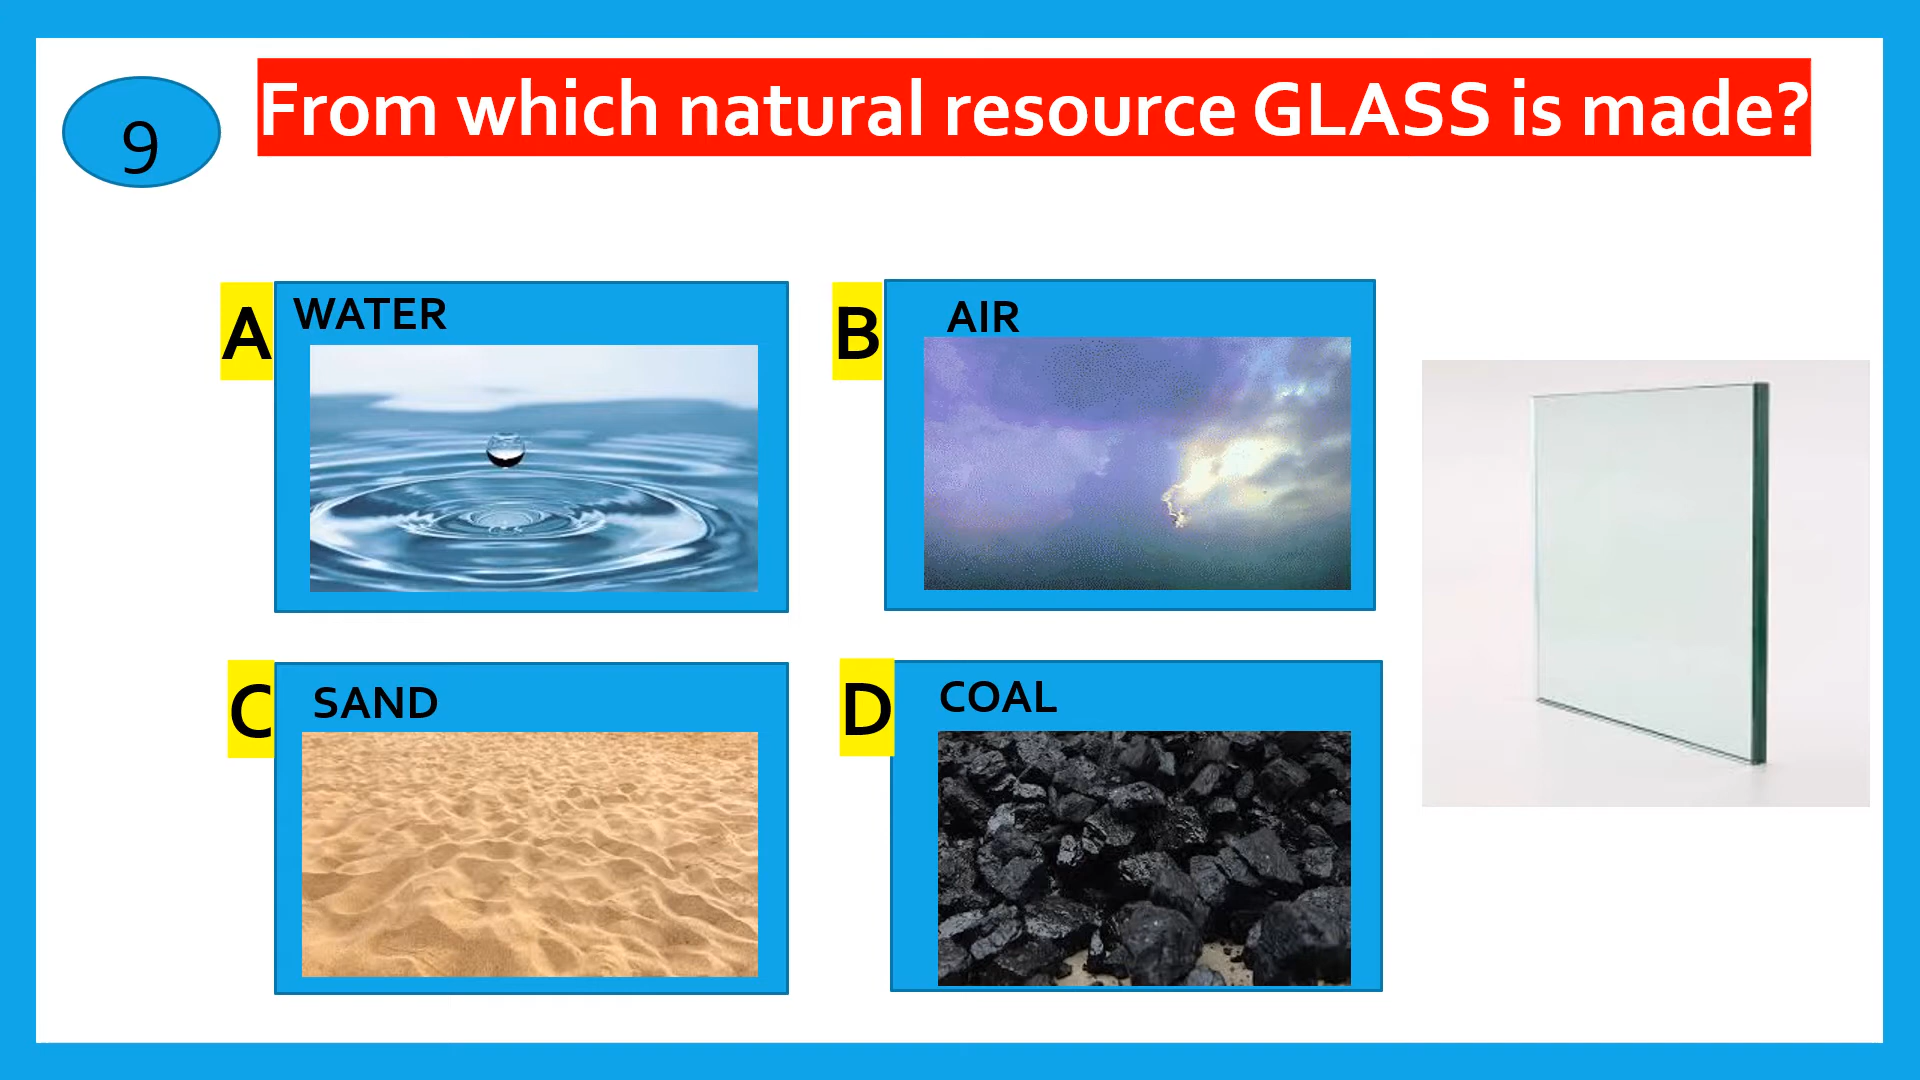 9
From which natural resource GLASS is made?
A
WATER
B
AIR
C
SAND
D
COAL